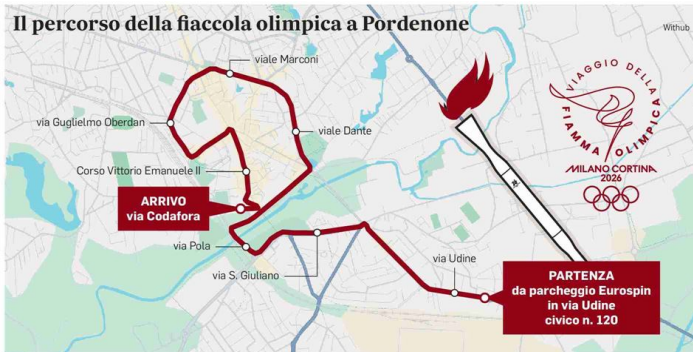 Il percorso della fiaccola olimpica a Pordenone
Withub
viale Marconi
via Guglielmo Oberdan
viale Dante
Corso Vittorio Emanuele II
ARRIVO
via Codafora
via Pola
via S. Giuliano
via Udine
PARTENZA
da parcheggio Eurospin
in via Udine
civico n. 120
VIAGGIO DELLA
FIAMMA OLIMPICA
MILANO CORTINA
2026